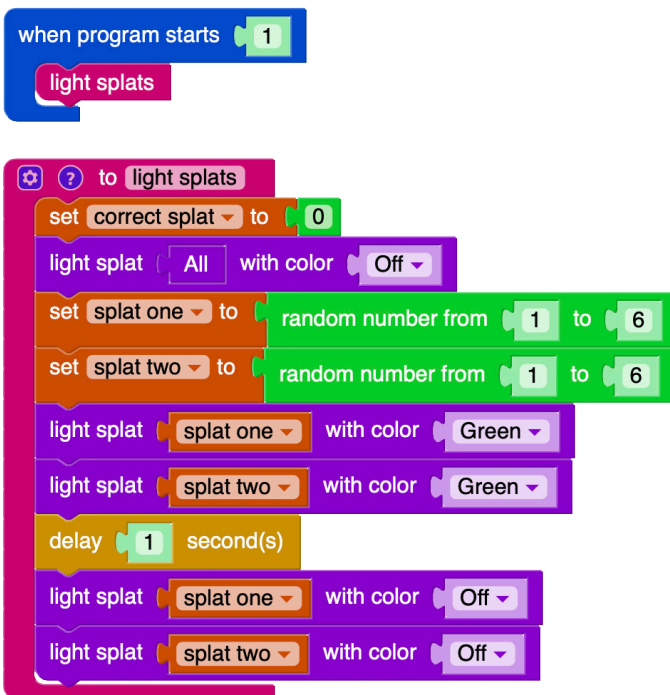 when program starts 1
light splats
? to light splats
set correct splat to 0
light splat All with color Off
set splat one to random number from 1 to 6
set splat two to random number from 1 to 6
light splat splat one with color Green
light splat splat two with color Green
delay 1 second(s)
light splat splat one with color Off
light splat splat two with color Off